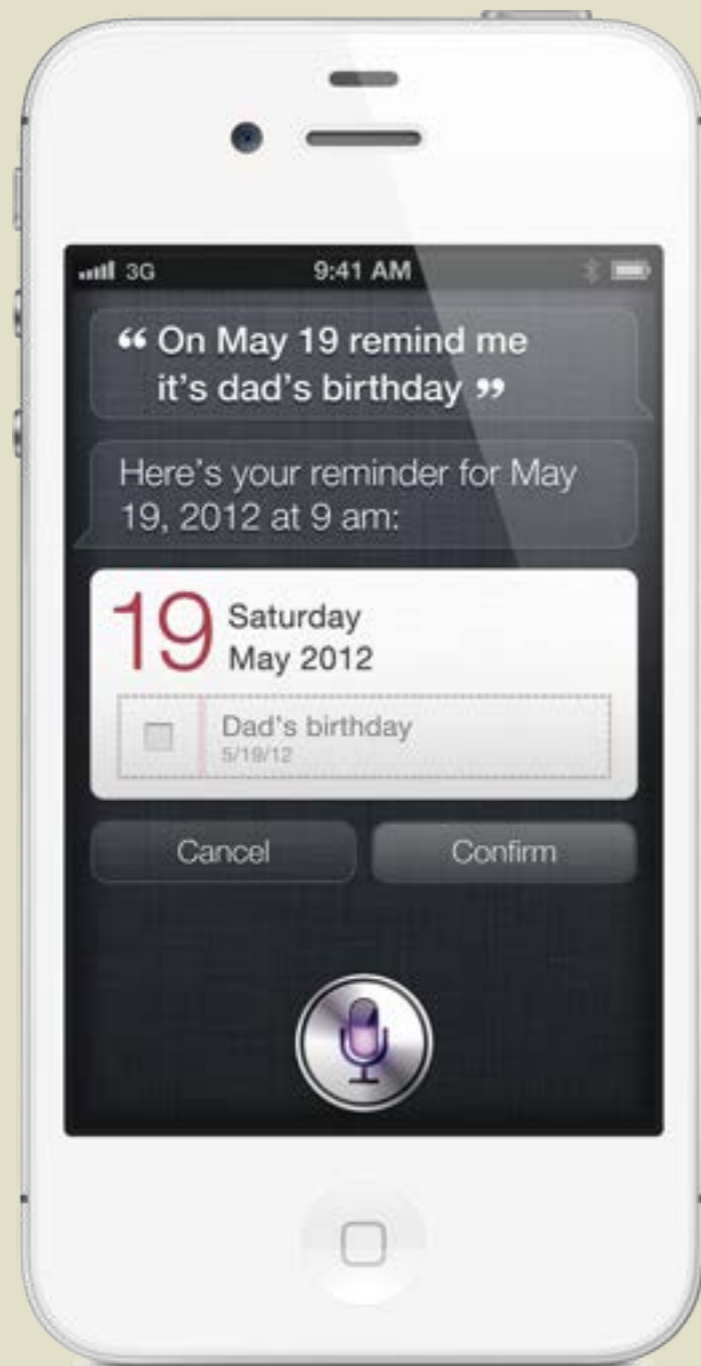 3G 9:41 AM
“ On May 19 remind me
it's dad's birthday ”
Here's your reminder for May
19, 2012 at 9 am:
19 Saturday
May 2012
Dad's birthday
5/19/12
Cancel Confirm